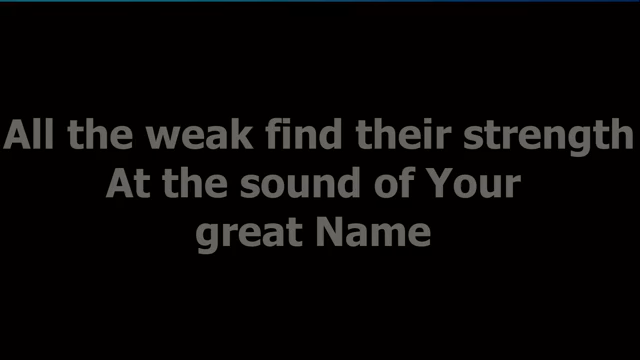 All the weak find their strength
At the sound of Your
great Name